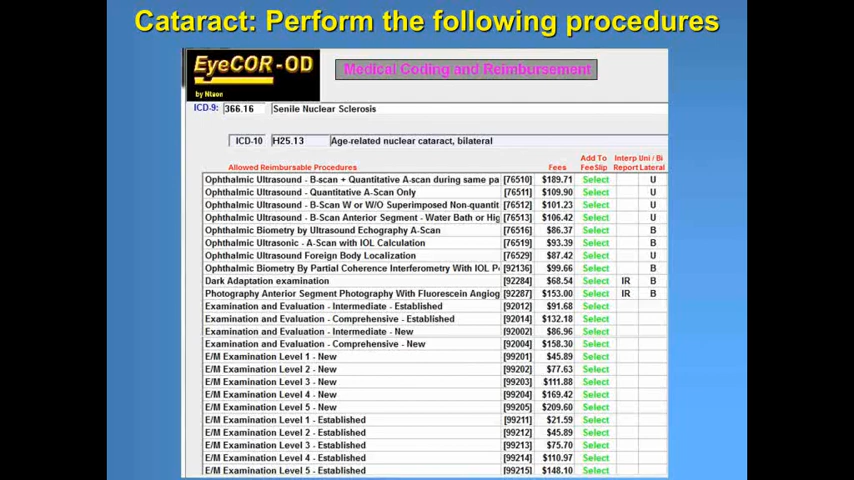 Cataract: Perform the following procedures
EyeCOR-OD
by Nteon
Medical Coding and Reimbursement
ICD-9: 366.16 Senile Nuclear Sclerosis
ICD-10 H25.13 Age-related nuclear cataract, bilateral
Allowed Reimbursable Procedures Fees Add To FeeSlip Interp Report Uni / Bi Lateral
Ophthalmic Ultrasound - B-scan + Quantitative A-scan during same pa [76510] $189.71 Select U
Ophthalmic Ultrasound - Quantitative A-Scan Only [76511] $109.90 Select U
Ophthalmic Ultrasound - B-Scan W or W/O Superimposed Non-quantit [76512] $101.23 Select U
Ophthalmic Ultrasound - B-Scan Anterior Segment - Water Bath or Hig [76513] $106.42 Select U
Ophthalmic Biometry by Ultrasound Echography A-Scan [76516] $86.37 Select B
Ophthalmic Ultrasonic - A-Scan with IOL Calculation [76519] $93.39 Select B
Ophthalmic Ultrasound Foreign Body Localization [76529] $87.42 Select U
Ophthalmic Biometry By Partial Coherence Interferometry With IOL P [92136] $99.66 Select B
Dark Adaptation examination [92284] $68.54 Select IR B
Photography Anterior Segment Photography With Fluorescein Angiog [92287] $153.00 Select IR B
Examination and Evaluation - Intermediate - Established [92012] $91.68 Select
Examination and Evaluation - Comprehensive - Established [92014] $132.18 Select
Examination and Evaluation - Intermediate - New [92002] $86.96 Select
Examination and Evaluation - Comprehensive - New [92004] $158.30 Select
E/M Examination Level 1 - New [99201] $45.89 Select
E/M Examination Level 2 - New [99202] $77.63 Select
E/M Examination Level 3 - New [99203] $111.88 Select
E/M Examination Level 4 - New [99204] $169.42 Select
E/M Examination Level 5 - New [99205] $209.60 Select
E/M Examination Level 1 - Established [99211] $21.59 Select
E/M Examination Level 2 - Established [99212] $45.89 Select
E/M Examination Level 3 - Established [99213] $75.70 Select
E/M Examination Level 4 - Established [99214] $110.97 Select
E/M Examination Level 5 - Established [99215] $148.10 Select